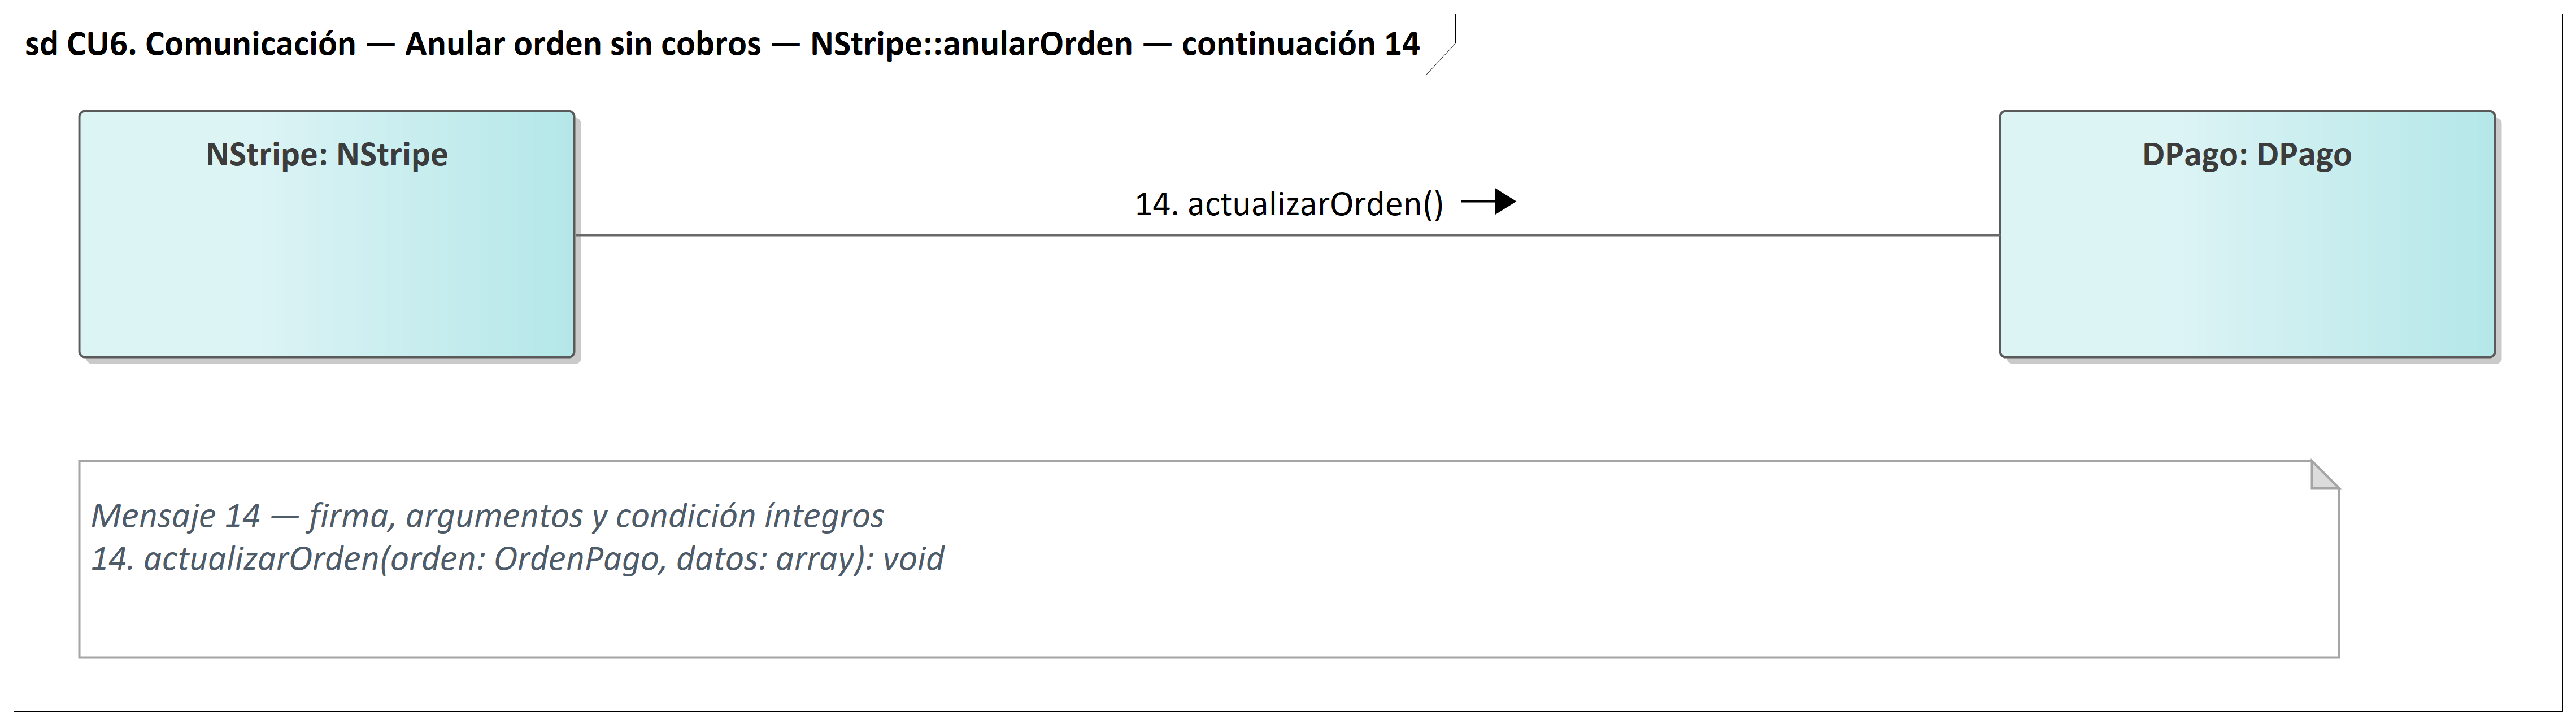 sd CU6. Comunicación — Anular orden sin cobros — NStripe::anularOrden — continuación 14
NStripe: NStripe
DPago: DPago
14. actualizarOrden()
Mensaje 14 — firma, argumentos y condición íntegros
14. actualizarOrden(orden: OrdenPago, datos: array): void